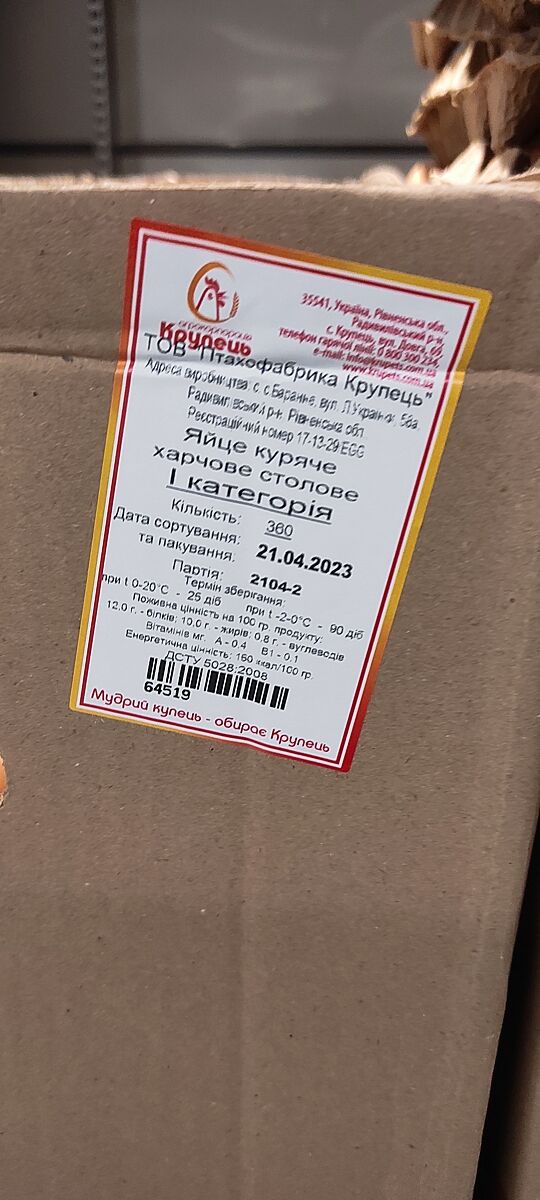 агрокорпорація
Крупець
35541, Україна, Рівненська обл.,
Радивилівський р-н,
с. Крупець, вул. Довга, 66,
телефон гарячої лінії: 0 800 300 234,
e-mail: info@krupets.com.ua
www.krupets.com.ua
ТОВ "Птахофабрика Крупець"
Адреса виробництва: с. с Баранне, вул. Л.Українки, 58а
Радивилівський р-н. Рівненська обл.
Реєстраційний номер 17-13-29 EGG
Яйце куряче
харчове столове
І категорія
Кількість: 360
Дата сортування:
та пакування: 21.04.2023
Партія: 2104-2
Термін зберігання:
при t 0-20°С - 25 діб при t -2-0°С - 90 діб
Поживна цінність на 100 гр. продукту:
12,0 г. - білків; 10,0 г - жирів; 0,8 г. - вуглеводів
Вітамінів мг. А - 0.4 В1 - 0.1
Енергетична цінність: 160 ккал/100 гр.
ДСТУ 5028:2008
64519
Мудрий купець - обирає Крупець